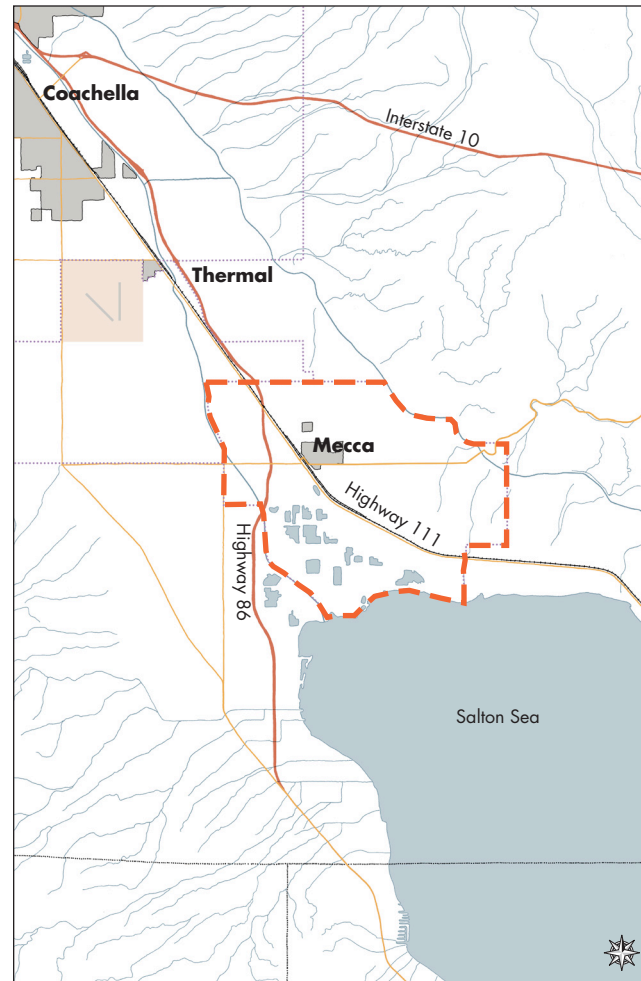 Coachella
Interstate 10
Thermal
Mecca
Highway 111
Highway 86
Salton Sea